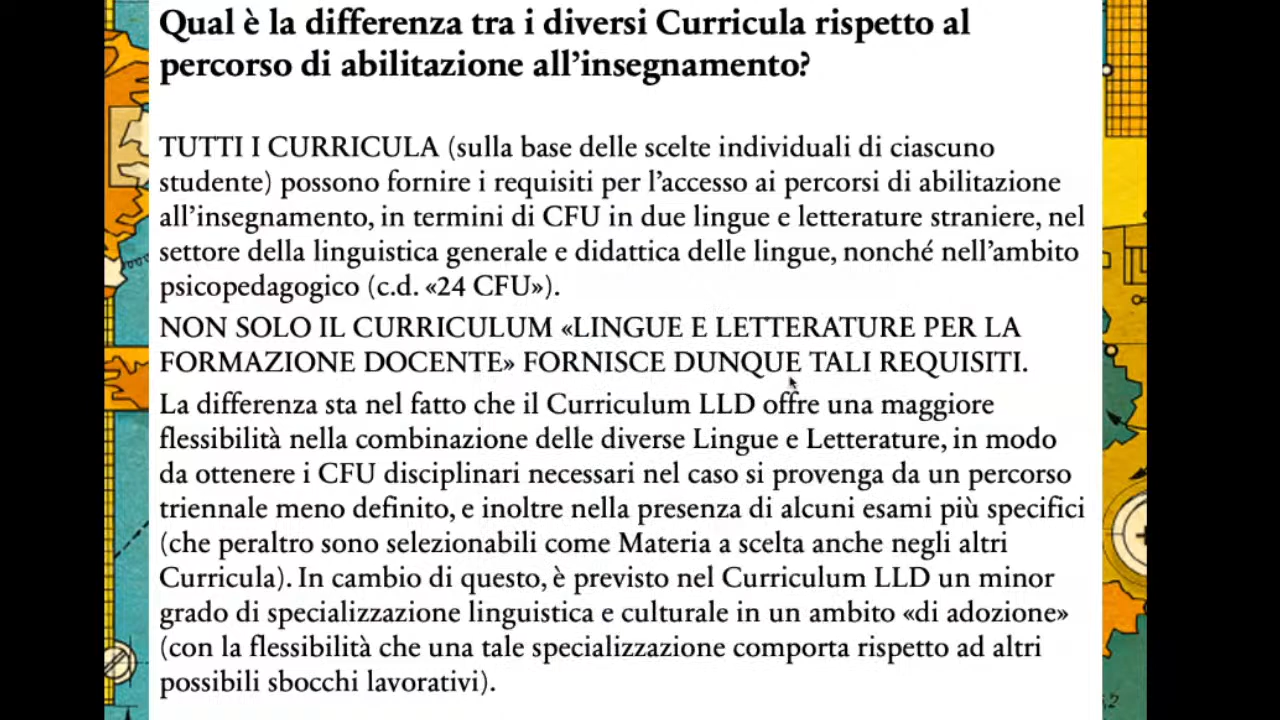 Qual è la differenza tra i diversi Curricula rispetto al
percorso di abilitazione all’insegnamento?
TUTTI I CURRICULA (sulla base delle scelte individuali di ciascuno
studente) possono fornire i requisiti per l’accesso ai percorsi di abilitazione
all’insegnamento, in termini di CFU in due lingue e letterature straniere, nel
settore della linguistica generale e didattica delle lingue, nonché nell’ambito
psicopedagogico (c.d. «24 CFU»).
NON SOLO IL CURRICULUM «LINGUE E LETTERATURE PER LA
FORMAZIONE DOCENTE» FORNISCE DUNQUE TALI REQUISITI.
La differenza sta nel fatto che il Curriculum LLD offre una maggiore
flessibilità nella combinazione delle diverse Lingue e Letterature, in modo
da ottenere i CFU disciplinari necessari nel caso si provenga da un percorso
triennale meno definito, e inoltre nella presenza di alcuni esami più specifici
(che peraltro sono selezionabili come Materia a scelta anche negli altri
Curricula). In cambio di questo, è previsto nel Curriculum LLD un minor
grado di specializzazione linguistica e culturale in un ambito «di adozione»
(con la flessibilità che una tale specializzazione comporta rispetto ad altri
possibili sbocchi lavorativi).